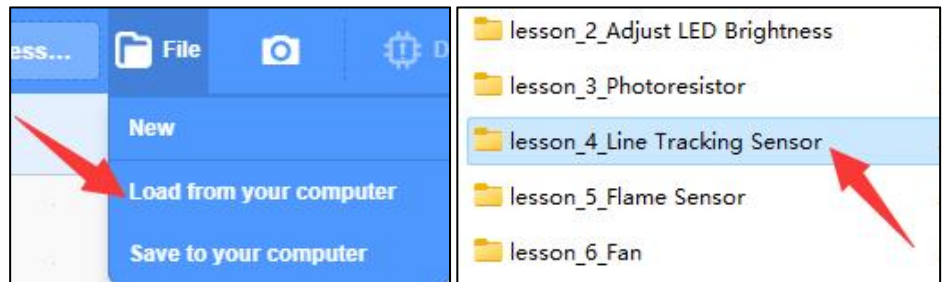 ess...
File
D
New
Load from your computer
Save to your computer
lesson_2_Adjust LED Brightness
lesson_3_Photoresistor
lesson_4_Line Tracking Sensor
lesson_5_Flame Sensor
lesson_6_Fan